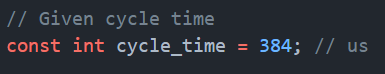 // Given cycle time
const int cycle_time = 384; // us